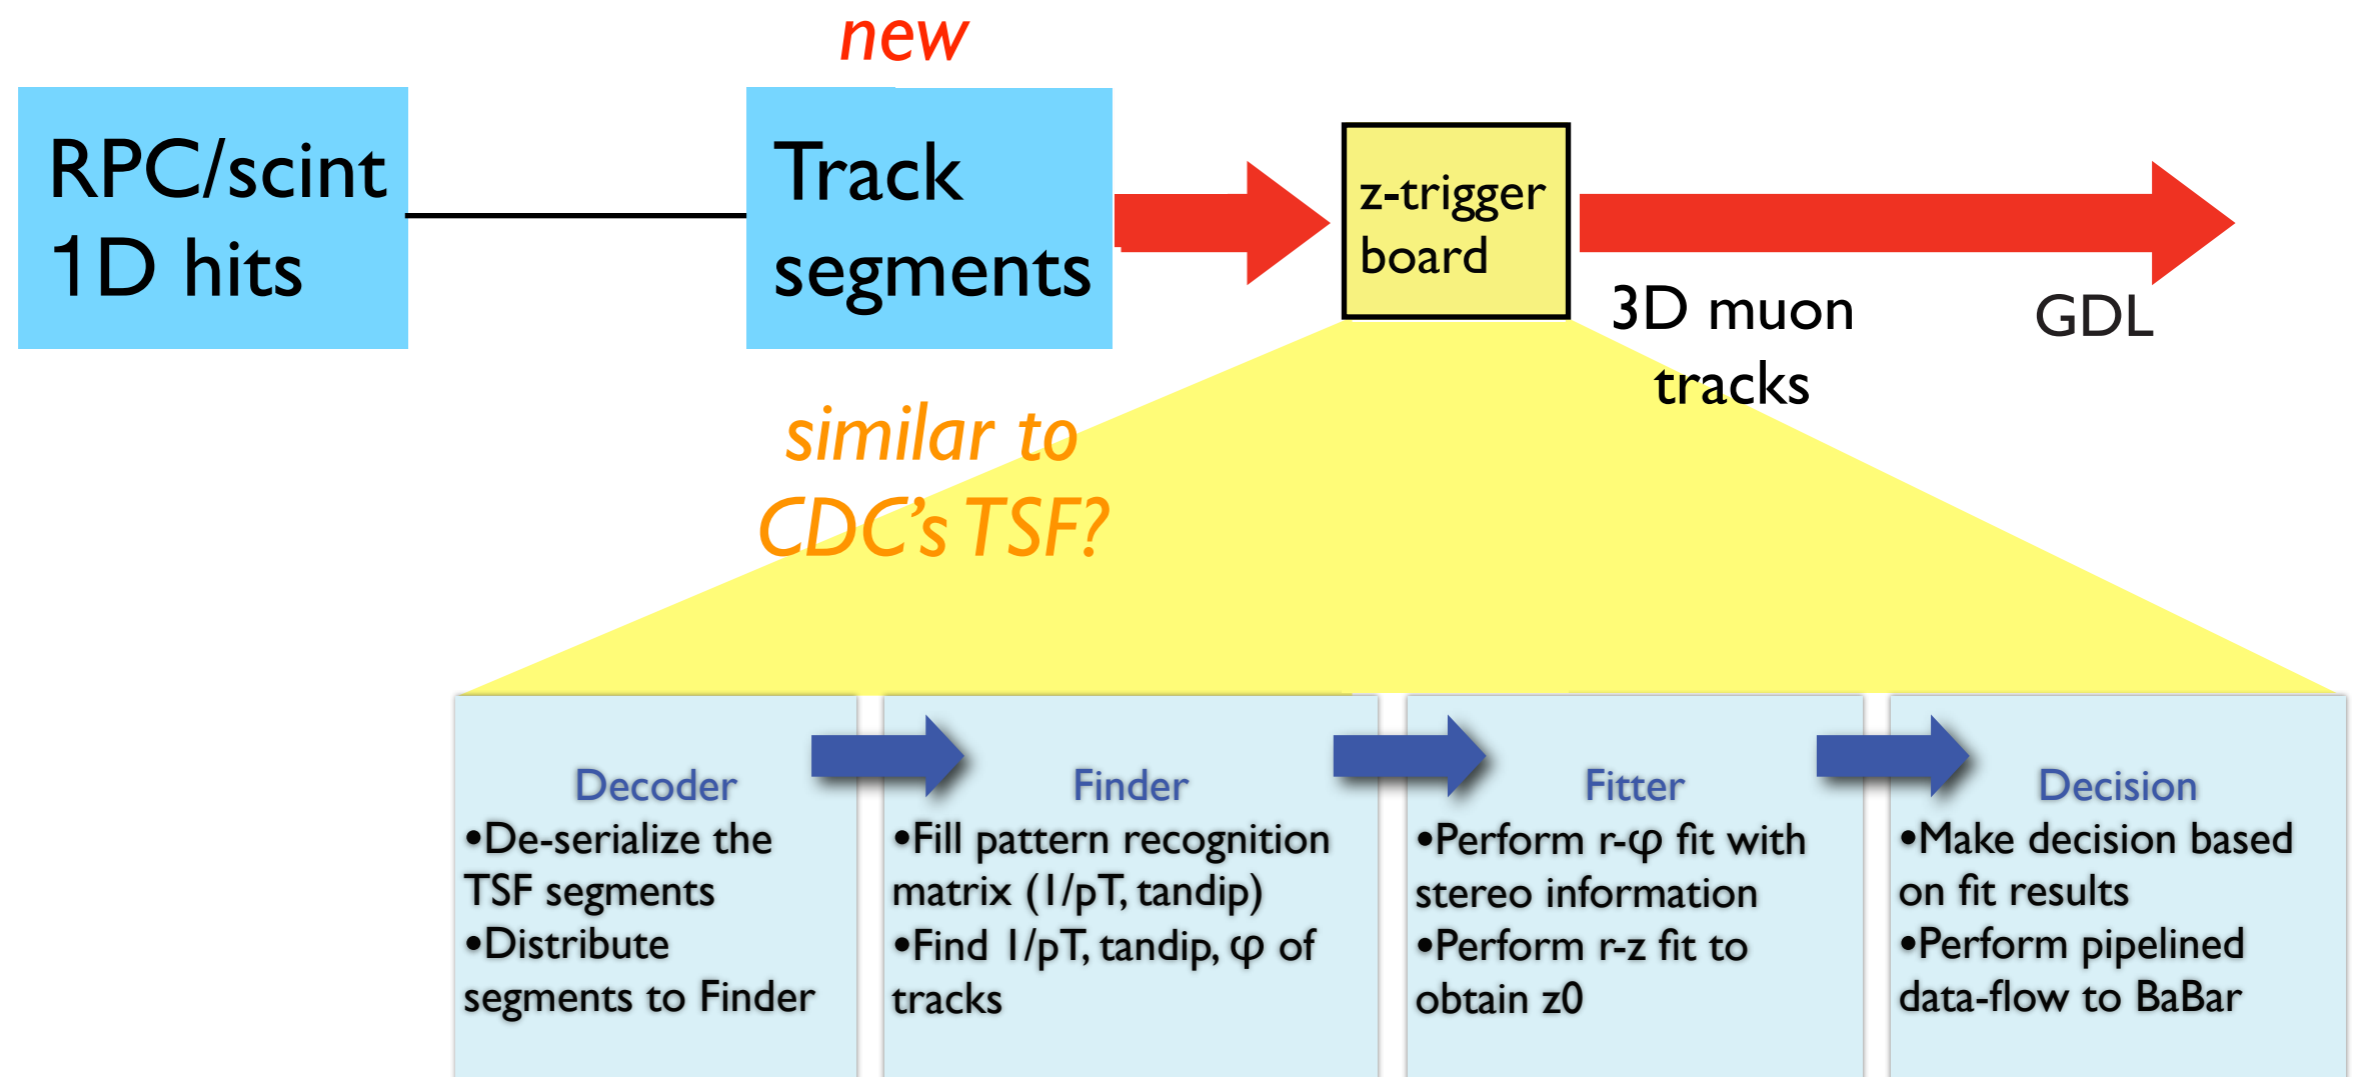 new
RPC/scint
1D hits
Track
segments
z-trigger
board
3D muon
tracks
GDL
similar to
CDC's TSF?
Decoder
•De-serialize the
TSF segments
•Distribute
segments to Finder
Finder
•Fill pattern recognition
matrix (1/pT, tandip)
•Find 1/pT, tandip, φ of
tracks
Fitter
•Perform r-φ fit with
stereo information
•Perform r-z fit to
obtain z0
Decision
•Make decision based
on fit results
•Perform pipelined
data-flow to BaBar